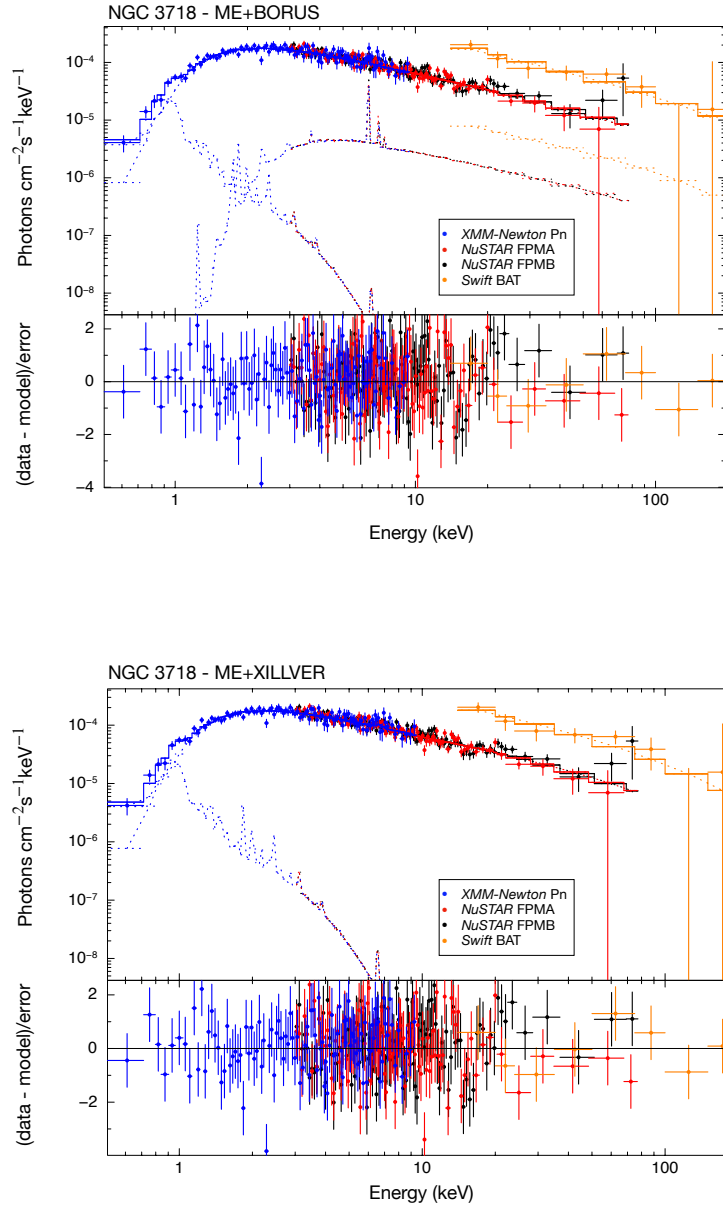 NGC 3718 - ME+BORUS
Photons cm−2s−1keV−1
10−4
10−5
10−6
10−7
10−8
XMM-Newton Pn
NuSTAR FPMA
NuSTAR FPMB
Swift BAT
(data - model)/error
2
0
−2
−4
1
10
100
Energy (keV)
NGC 3718 - ME+XILLVER
Photons cm−2s−1keV−1
10−4
10−5
10−6
10−7
10−8
XMM-Newton Pn
NuSTAR FPMA
NuSTAR FPMB
Swift BAT
(data - model)/error
2
0
−2
1
10
100
Energy (keV)